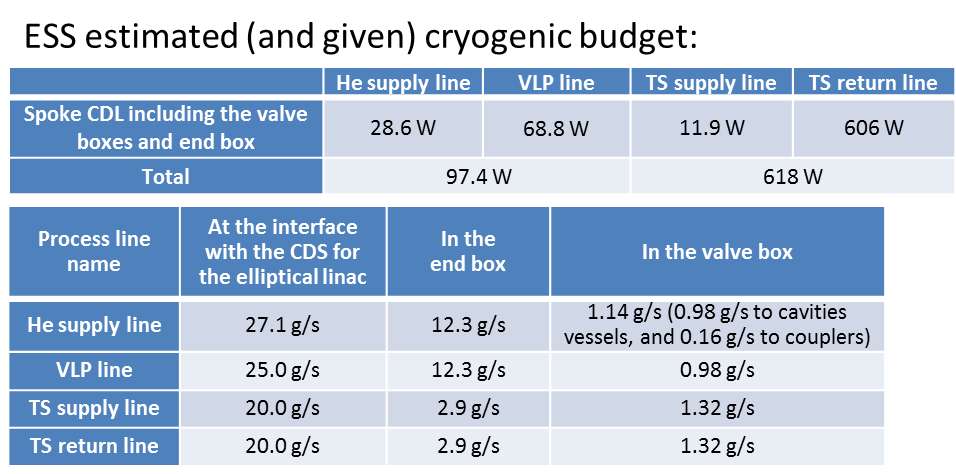 ESS estimated (and given) cryogenic budget:
He supply line VLP line TS supply line TS return line
Spoke CDL including the valve
boxes and end box
28.6 W 68.8 W 11.9 W 606 W
Total 97.4 W 618 W
Process line
name
At the interface
with the CDS for
the elliptical linac
In the
end box
In the valve box
He supply line 27.1 g/s 12.3 g/s
1.14 g/s (0.98 g/s to cavities
vessels, and 0.16 g/s to couplers)
VLP line 25.0 g/s 12.3 g/s 0.98 g/s
TS supply line 20.0 g/s 2.9 g/s 1.32 g/s
TS return line 20.0 g/s 2.9 g/s 1.32 g/s